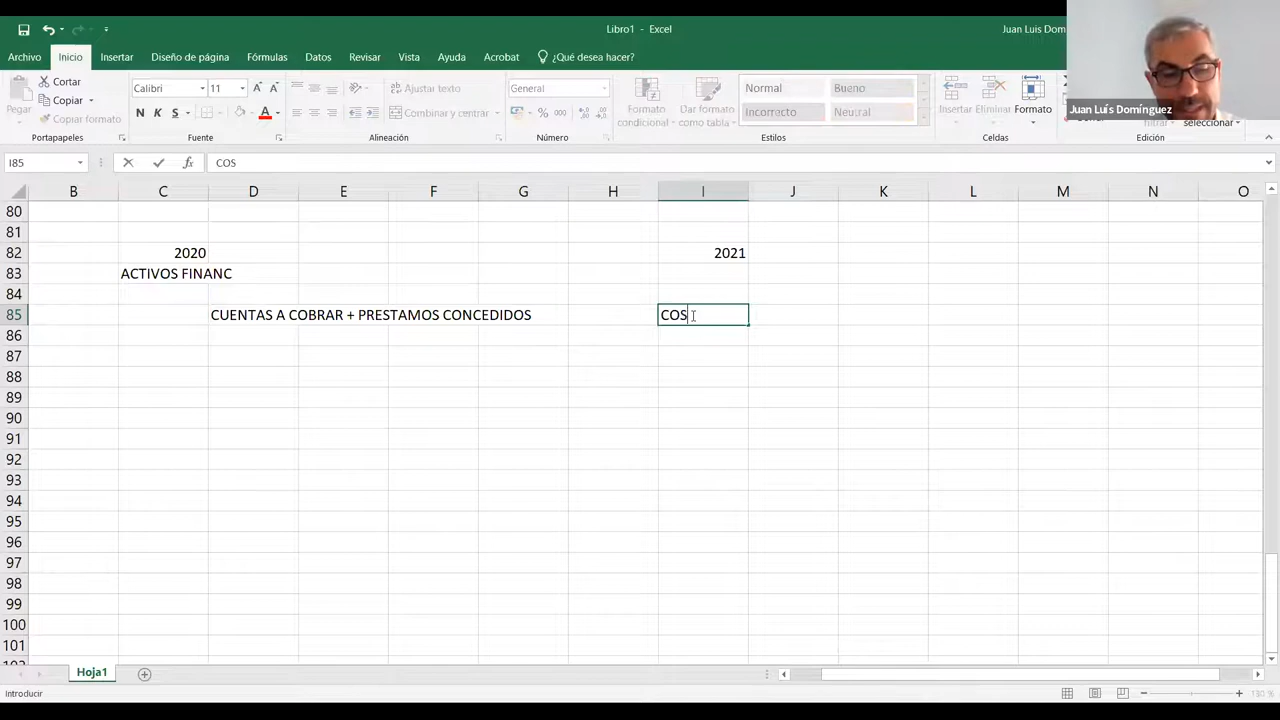 Libro1 - Excel
Juan Luis Dom
Archivo Inicio Insertar Diseño de página Fórmulas Datos Revisar Vista Ayuda Acrobat ¿Qué desea hacer?
Pegar
Cortar
Copiar
Copiar formato
Portapapeles
Calibri 11
N K S
Fuente
Ajustar texto
Combinar y centrar
Alineación
General
Número
Formato condicional
Dar formato como tabla
Normal Bueno
Incorrecto Neutral
Estilos
Insertar Eliminar Formato
Celdas
Juan Luís Domínguez
seleccionar
Edición
I85 fx COS
B C D E F G H I J K L M N O
80
81
82 2020 2021
83 ACTIVOS FINANC
84
85 CUENTAS A COBRAR + PRESTAMOS CONCEDIDOS COS
86
87
88
89
90
91
92
93
94
95
96
97
98
99
100
101
Hoja1
Introducir
130 %